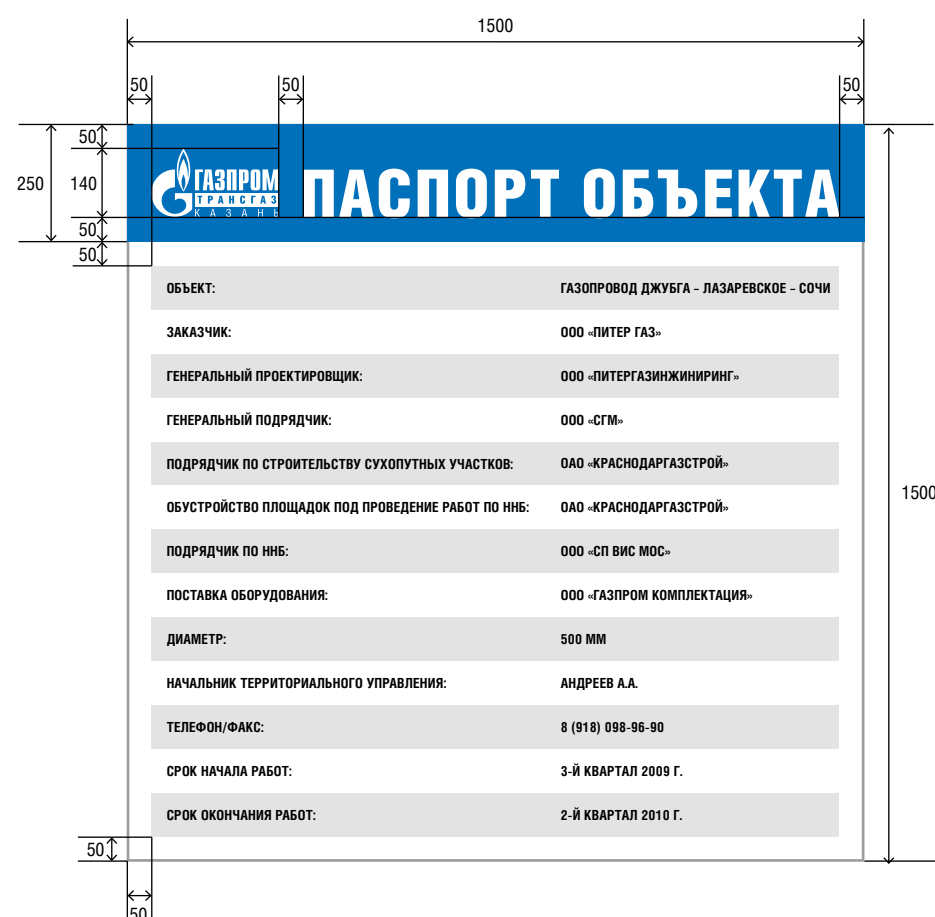 1500
50 50 50
50
250 140
50
50
ГАЗПРОМ
ТРАНСГАЗ
КАЗАНЬ
ПАСПОРТ ОБЪЕКТА
ОБЪЕКТ: ГАЗОПРОВОД ДЖУБГА – ЛАЗАРЕВСКОЕ – СОЧИ
ЗАКАЗЧИК: ООО «ПИТЕР ГАЗ»
ГЕНЕРАЛЬНЫЙ ПРОЕКТИРОВЩИК: ООО «ПИТЕРГАЗИНЖИНИРИНГ»
ГЕНЕРАЛЬНЫЙ ПОДРЯДЧИК: ООО «СГМ»
ПОДРЯДЧИК ПО СТРОИТЕЛЬСТВУ СУХОПУТНЫХ УЧАСТКОВ: ОАО «КРАСНОДАРГАЗСТРОЙ»
1500
ОБУСТРОЙСТВО ПЛОЩАДОК ПОД ПРОВЕДЕНИЕ РАБОТ ПО ННБ: ОАО «КРАСНОДАРГАЗСТРОЙ»
ПОДРЯДЧИК ПО ННБ: ООО «СП ВИС МОС»
ПОСТАВКА ОБОРУДОВАНИЯ: ООО «ГАЗПРОМ КОМПЛЕКТАЦИЯ»
ДИАМЕТР: 500 ММ
НАЧАЛЬНИК ТЕРРИТОРИАЛЬНОГО УПРАВЛЕНИЯ: АНДРЕЕВ А.А.
ТЕЛЕФОН/ФАКС: 8 (918) 098-96-90
СРОК НАЧАЛА РАБОТ: 3-Й КВАРТАЛ 2009 Г.
СРОК ОКОНЧАНИЯ РАБОТ: 2-Й КВАРТАЛ 2010 Г.
50
50